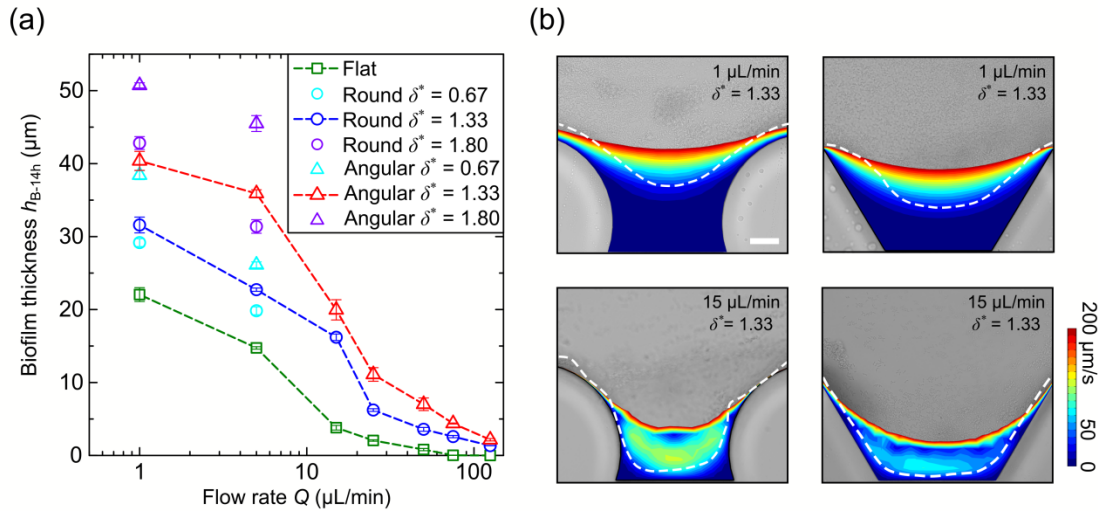 (a)
Biofilm thickness h_B-14h (μm)
50
40
30
20
10
0
Flat
Round δ* = 0.67
Round δ* = 1.33
Round δ* = 1.80
Angular δ* = 0.67
Angular δ* = 1.33
Angular δ* = 1.80
1
10
100
Flow rate Q (μL/min)
(b)
1 μL/min
δ* = 1.33
1 μL/min
δ* = 1.33
15 μL/min
δ* = 1.33
15 μL/min
δ* = 1.33
200 μm/s
50
0